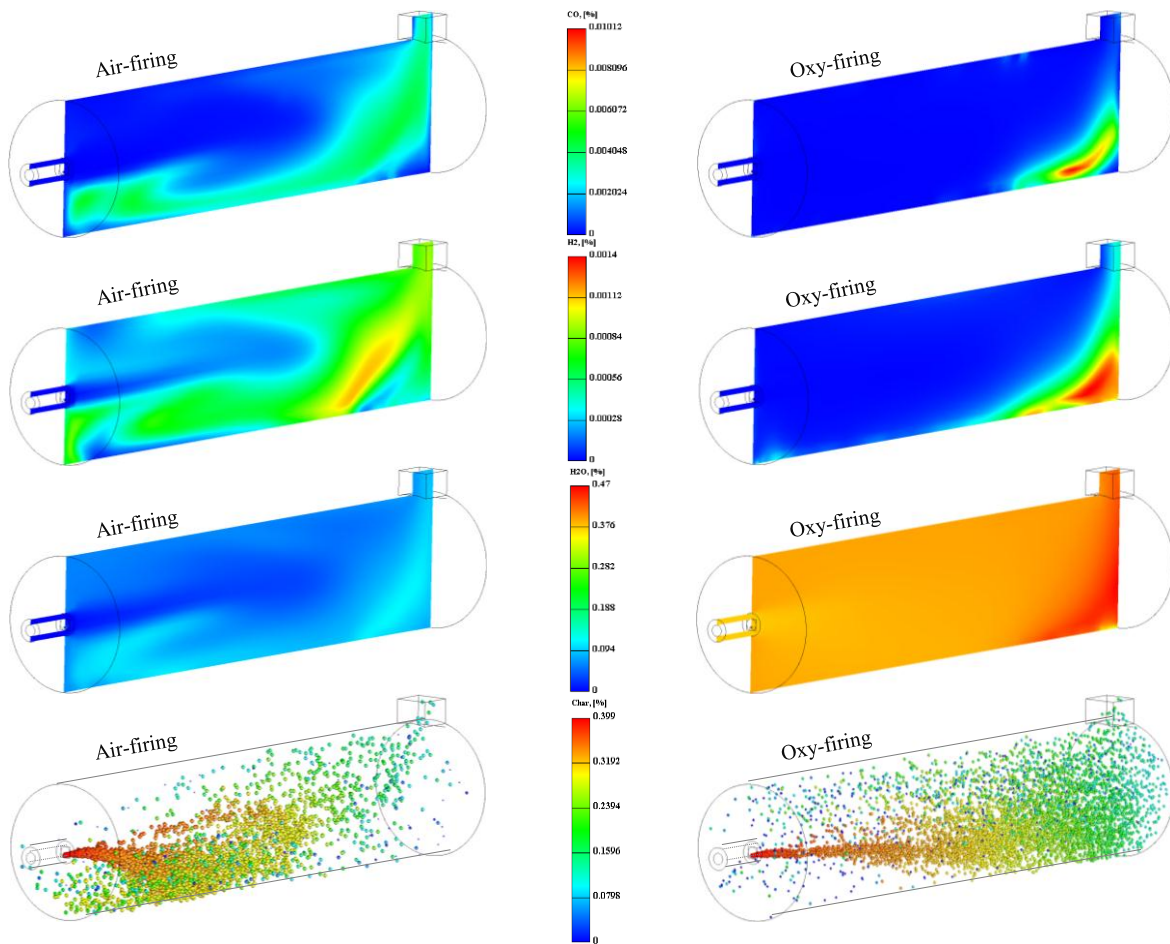 CO, [%]
0.01012
0.008096
0.006072
0.004048
0.002024
0
Air-firing
Oxy-firing
H2, [%]
0.0014
0.00112
0.00084
0.00056
0.00028
0
Air-firing
Oxy-firing
H2O, [%]
0.47
0.376
0.282
0.188
0.094
0
Air-firing
Oxy-firing
Char, [%]
0.399
0.3192
0.2394
0.1596
0.0798
0
Air-firing
Oxy-firing